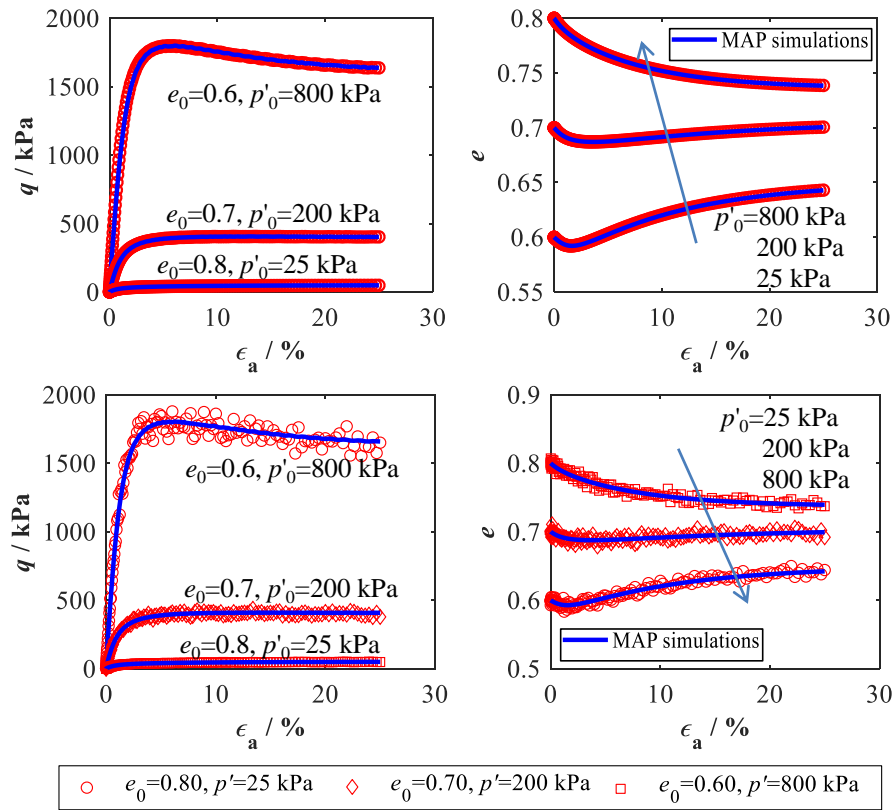 2000
1500
1000
500
0
q / kPa
e₀=0.6, p'₀=800 kPa
e₀=0.7, p'₀=200 kPa
e₀=0.8, p'₀=25 kPa
0 10 20 30
ϵₐ / %
0.8
0.75
0.7
0.65
0.6
0.55
e
MAP simulations
p'₀=800 kPa
200 kPa
25 kPa
0 10 20 30
ϵₐ / %
2000
1500
1000
500
0
q / kPa
e₀=0.6, p'₀=800 kPa
e₀=0.7, p'₀=200 kPa
e₀=0.8, p'₀=25 kPa
0 10 20 30
ϵₐ / %
0.9
0.8
0.7
0.6
0.5
e
p'₀=25 kPa
200 kPa
800 kPa
MAP simulations
0 10 20 30
ϵₐ / %
e₀=0.80, p'=25 kPa e₀=0.70, p'=200 kPa e₀=0.60, p'=800 kPa